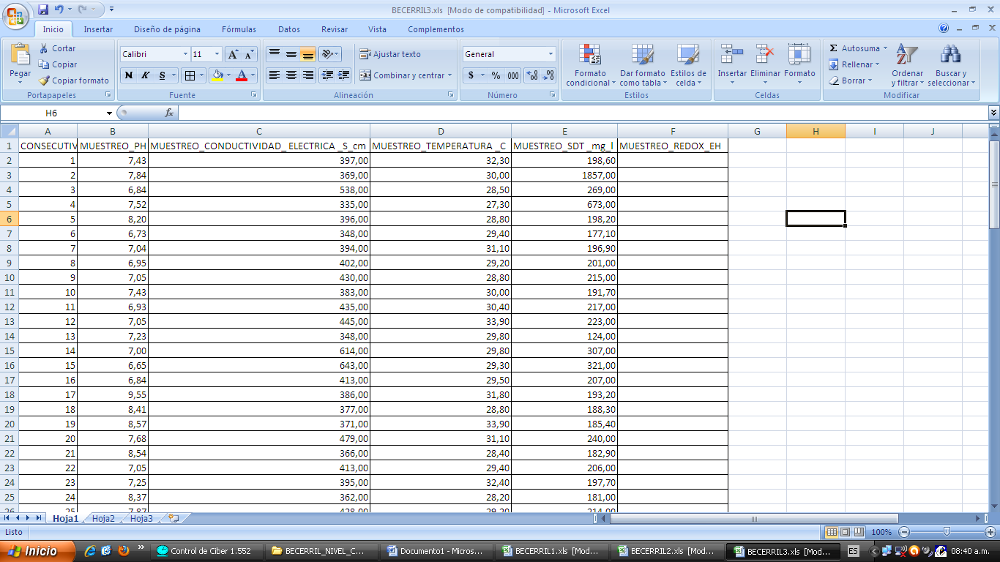 BECERRIL3.xls [Modo de compatibilidad] - Microsoft Excel
Inicio Insertar Diseño de página Fórmulas Datos Revisar Vista Complementos
Pegar
Cortar
Copiar
Copiar formato
Portapapeles
Calibri 11
N K S
Fuente
Ajustar texto
Combinar y centrar
Alineación
General
$ % 000
Número
Formato condicional
Dar formato como tabla
Estilos de celda
Estilos
Insertar Eliminar Formato
Celdas
Σ Autosuma
Rellenar
Borrar
Ordenar y filtrar
Buscar y seleccionar
Modificar
H6 fx
A B C D E F G H I J
1 CONSECUTIV MUESTREO_PH MUESTREO_CONDUCTIVIDAD_ ELECTRICA _S_cm MUESTREO_TEMPERATURA _C MUESTREO_SDT _mg_l MUESTREO_REDOX_EH
2 1 7,43 397,00 32,30 198,60
3 2 7,84 369,00 30,00 1857,00
4 3 6,84 538,00 28,50 269,00
5 4 7,52 335,00 27,30 673,00
6 5 8,20 396,00 28,80 198,20
7 6 6,73 348,00 29,40 177,10
8 7 7,04 394,00 31,10 196,90
9 8 6,95 402,00 29,20 201,00
10 9 7,05 430,00 28,80 215,00
11 10 7,43 383,00 30,00 191,70
12 11 6,93 435,00 30,40 217,00
13 12 7,05 445,00 33,90 223,00
14 13 7,23 348,00 29,80 124,00
15 14 7,00 614,00 29,80 307,00
16 15 6,65 643,00 29,30 321,00
17 16 6,84 413,00 29,50 207,00
18 17 9,55 386,00 31,80 193,20
19 18 8,41 377,00 28,80 188,30
20 19 8,57 371,00 33,90 185,40
21 20 7,68 479,00 31,10 240,00
22 21 8,54 366,00 28,40 182,90
23 22 7,05 413,00 29,40 206,00
24 23 7,25 395,00 32,40 197,70
25 24 8,37 362,00 28,20 181,00
26 25 7,87 428,00 29,20 214,00
Hoja1 Hoja2 Hoja3
Listo 100%
Inicio » Control de Ciber 1.552 BECERRIL_NIVEL_C... Documento1 - Micros... BECERRIL1.xls [Mod... BECERRIL2.xls [Mod... BECERRIL3.xls [Mod... ES 08:40 a.m.